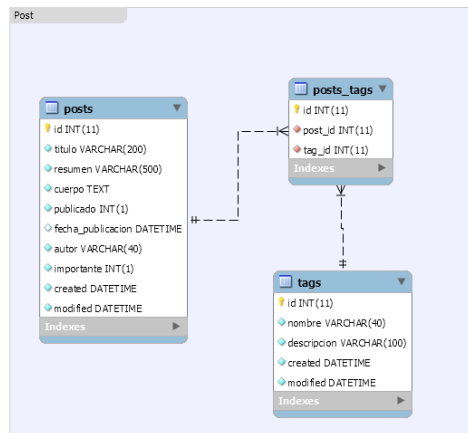 Post
posts
id INT(11)
titulo VARCHAR(200)
resumen VARCHAR(500)
cuerpo TEXT
publicado INT(1)
fecha_publicacion DATETIME
autor VARCHAR(40)
importante INT(1)
created DATETIME
modified DATETIME
Indexes
posts_tags
id INT(11)
post_id INT(11)
tag_id INT(11)
Indexes
tags
id INT(11)
nombre VARCHAR(40)
descripcion VARCHAR(100)
created DATETIME
modified DATETIME
Indexes